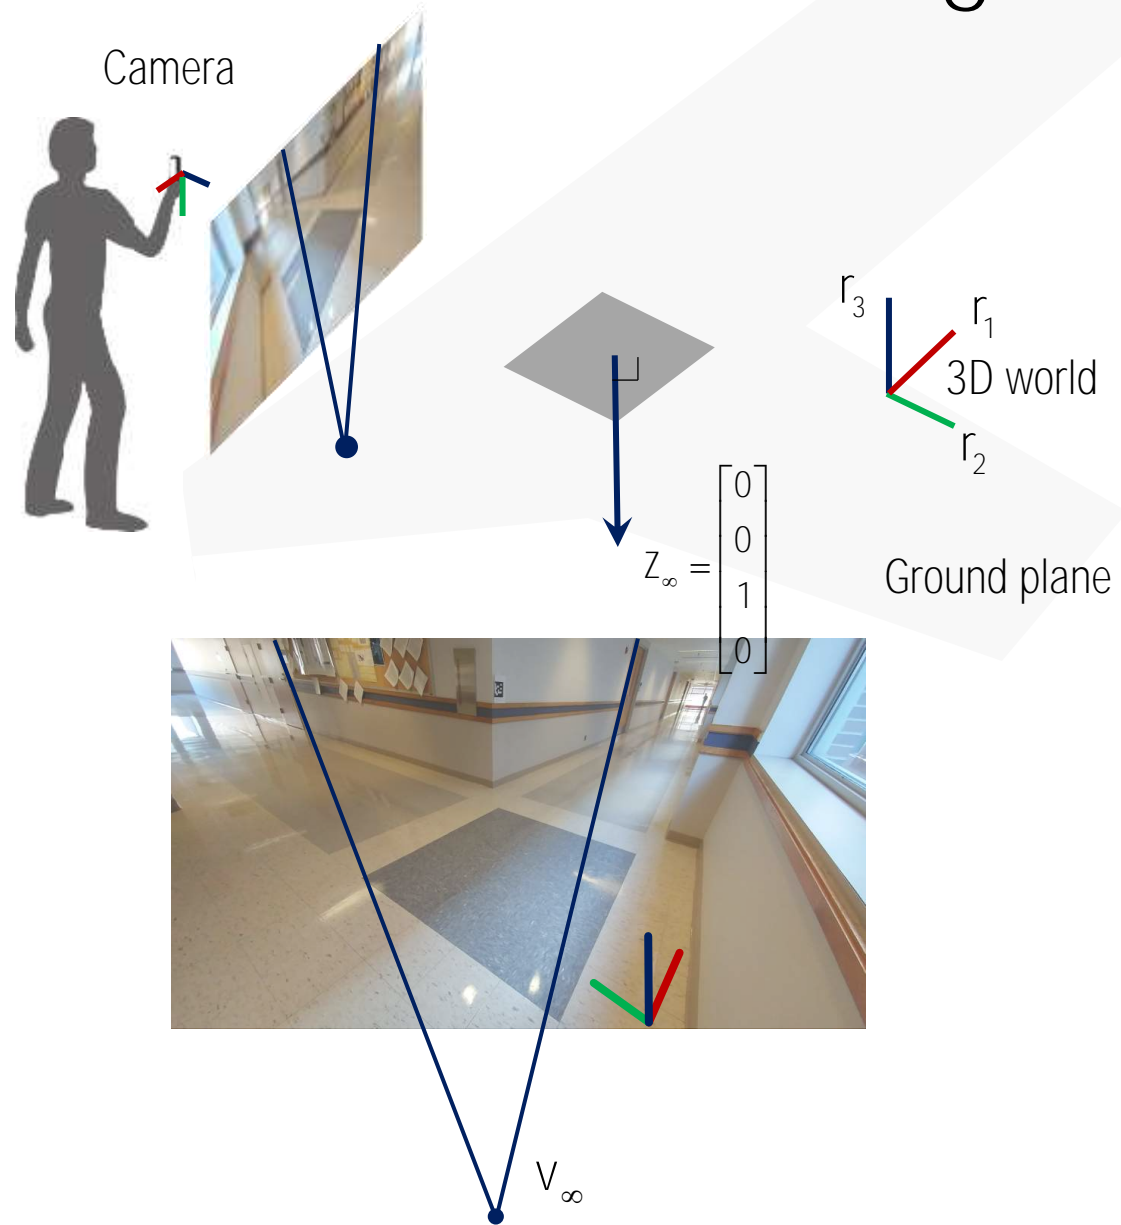 g
Camera
r₃
r₁
3D world
r₂
Z∞ = [0 0 1 0]
Ground plane
V∞